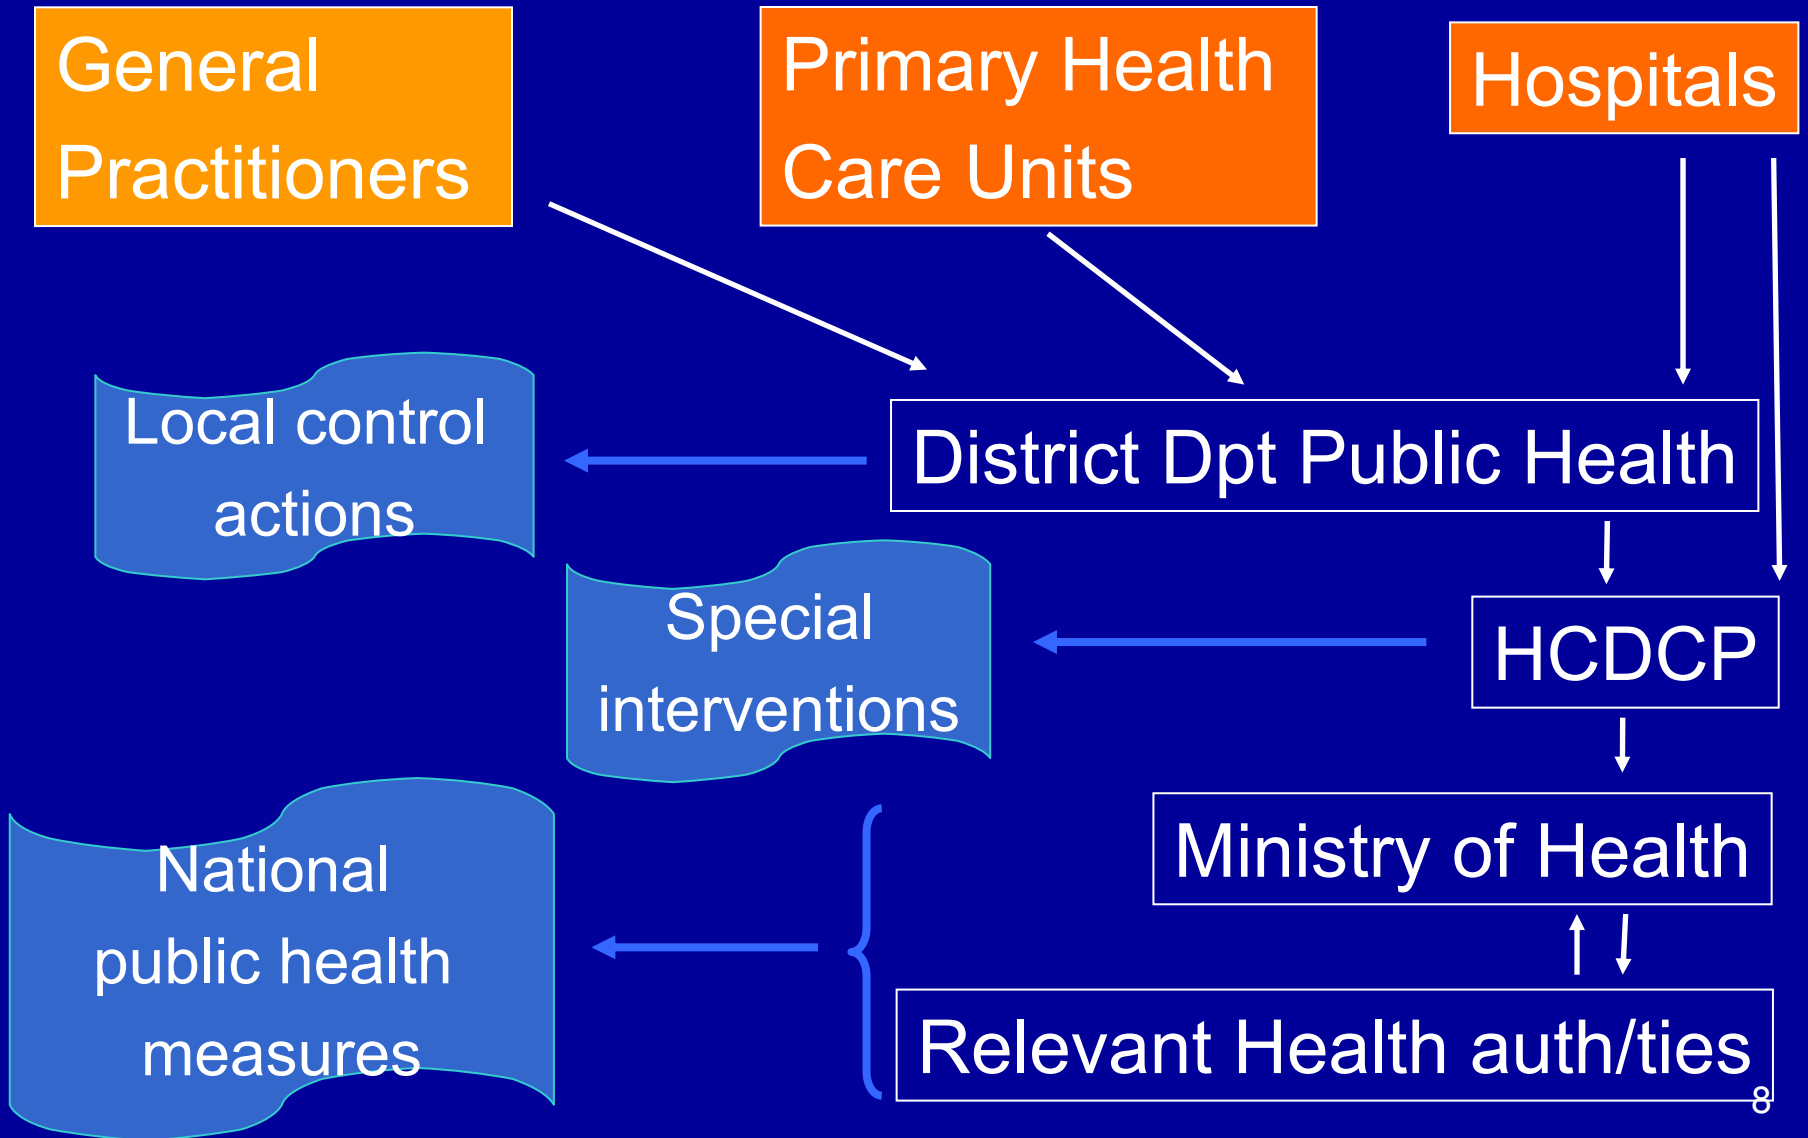 General
Practitioners
Primary Health
Care Units
Hospitals
Local control
actions
District Dpt Public Health
Special
interventions
HCDCP
National
public health
measures
Ministry of Health
Relevant Health auth/ties
8